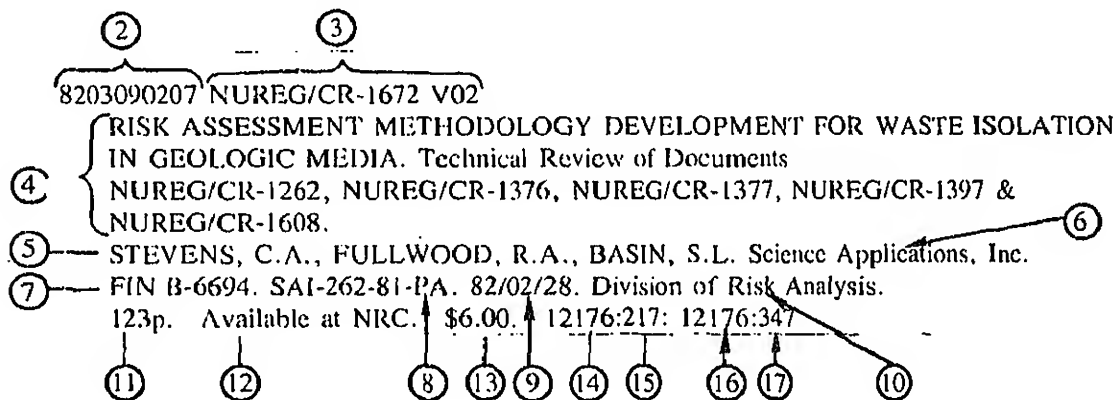 ② ③
8203090207 NUREG/CR-1672 V02
RISK ASSESSMENT METHODOLOGY DEVELOPMENT FOR WASTE ISOLATION
IN GEOLOGIC MEDIA. Technical Review of Documents
④ NUREG/CR-1262, NUREG/CR-1376, NUREG/CR-1377, NUREG/CR-1397 &
NUREG/CR-1608.
⑥
⑤ STEVENS, C.A., FULLWOOD, R.A., BASIN, S.L. Science Applications, Inc.
⑦ FIN B-6694. SAI-262-81-PA. 82/02/28. Division of Risk Analysis.
123p. Available at NRC. $6.00. 12176:217: 12176:347
⑪ ⑫ ⑧ ⑬ ⑨ ⑭ ⑮ ⑯ ⑰ ⑩